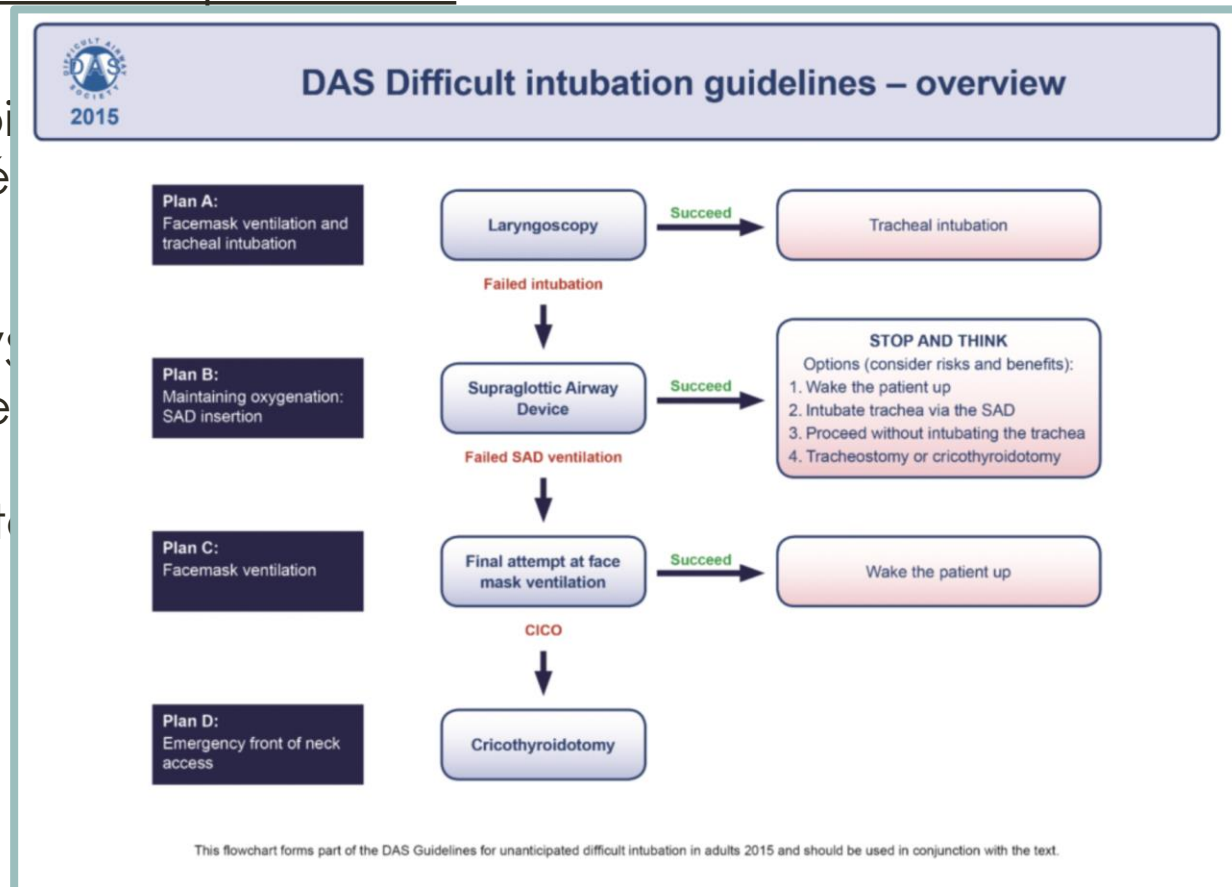 DIFFICULT AIRWAY
DAS
SOCIETY
2015
DAS Difficult intubation guidelines – overview
Plan A:
Facemask ventilation and
tracheal intubation
Laryngoscopy
Succeed
Tracheal intubation
Failed intubation
Plan B:
Maintaining oxygenation:
SAD insertion
Supraglottic Airway
Device
Succeed
STOP AND THINK
Options (consider risks and benefits):
1. Wake the patient up
2. Intubate trachea via the SAD
3. Proceed without intubating the trachea
4. Tracheostomy or cricothyroidotomy
Failed SAD ventilation
Plan C:
Facemask ventilation
Final attempt at face
mask ventilation
Succeed
Wake the patient up
CICO
Plan D:
Emergency front of neck
access
Cricothyroidotomy
This flowchart forms part of the DAS Guidelines for unanticipated difficult intubation in adults 2015 and should be used in conjunction with the text.